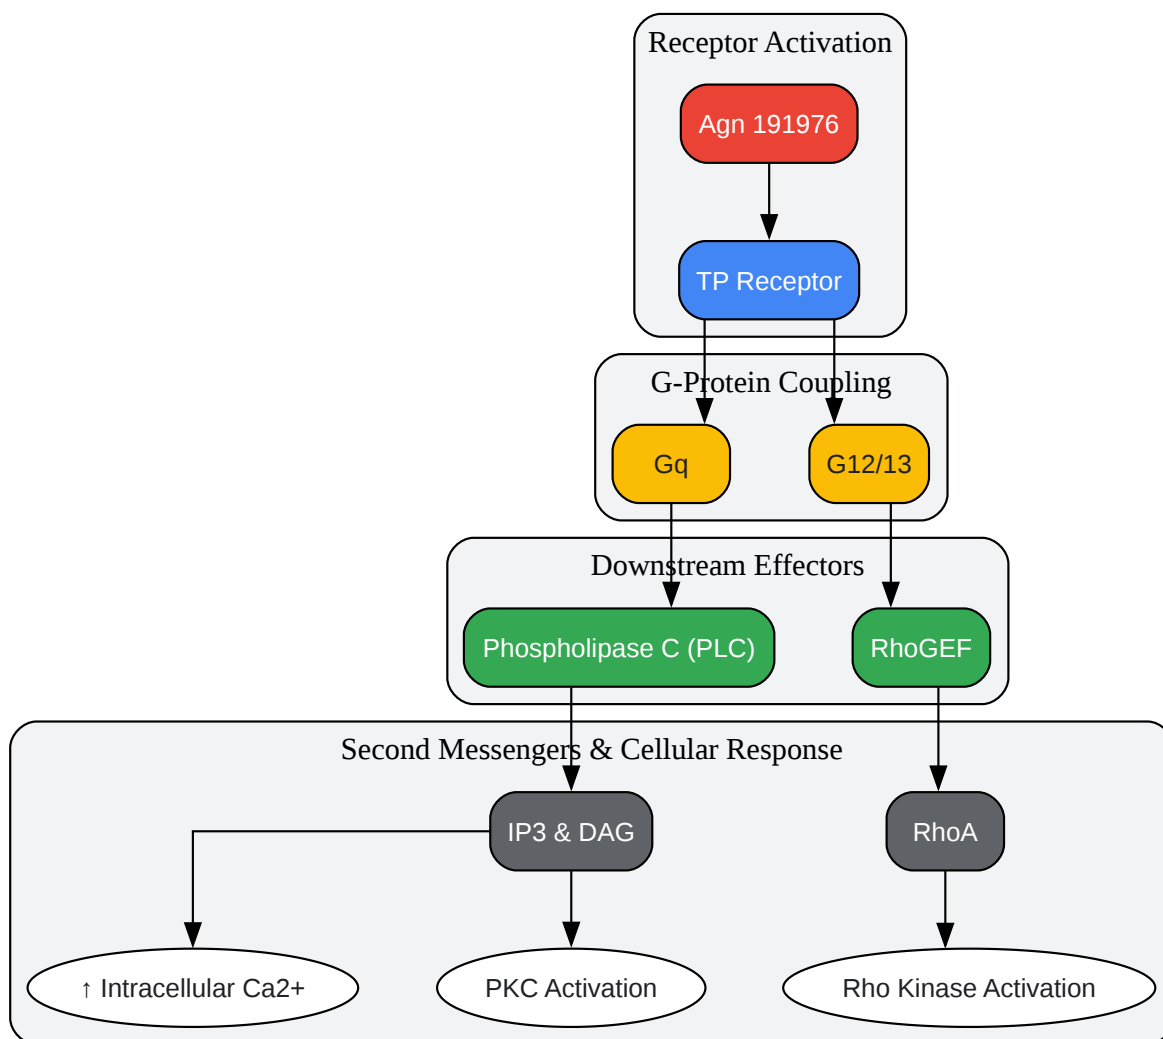 Receptor Activation
Agn 191976
TP Receptor
G-Protein Coupling
Gq
G12/13
Downstream Effectors
Phospholipase C (PLC)
RhoGEF
Second Messengers & Cellular Response
IP3 & DAG
RhoA
↑ Intracellular Ca2+
PKC Activation
Rho Kinase Activation